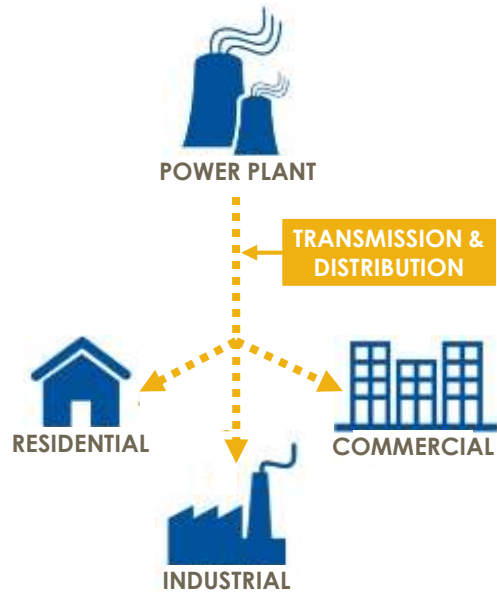 POWER PLANT
TRANSMISSION &
DISTRIBUTION
RESIDENTIAL
COMMERCIAL
INDUSTRIAL